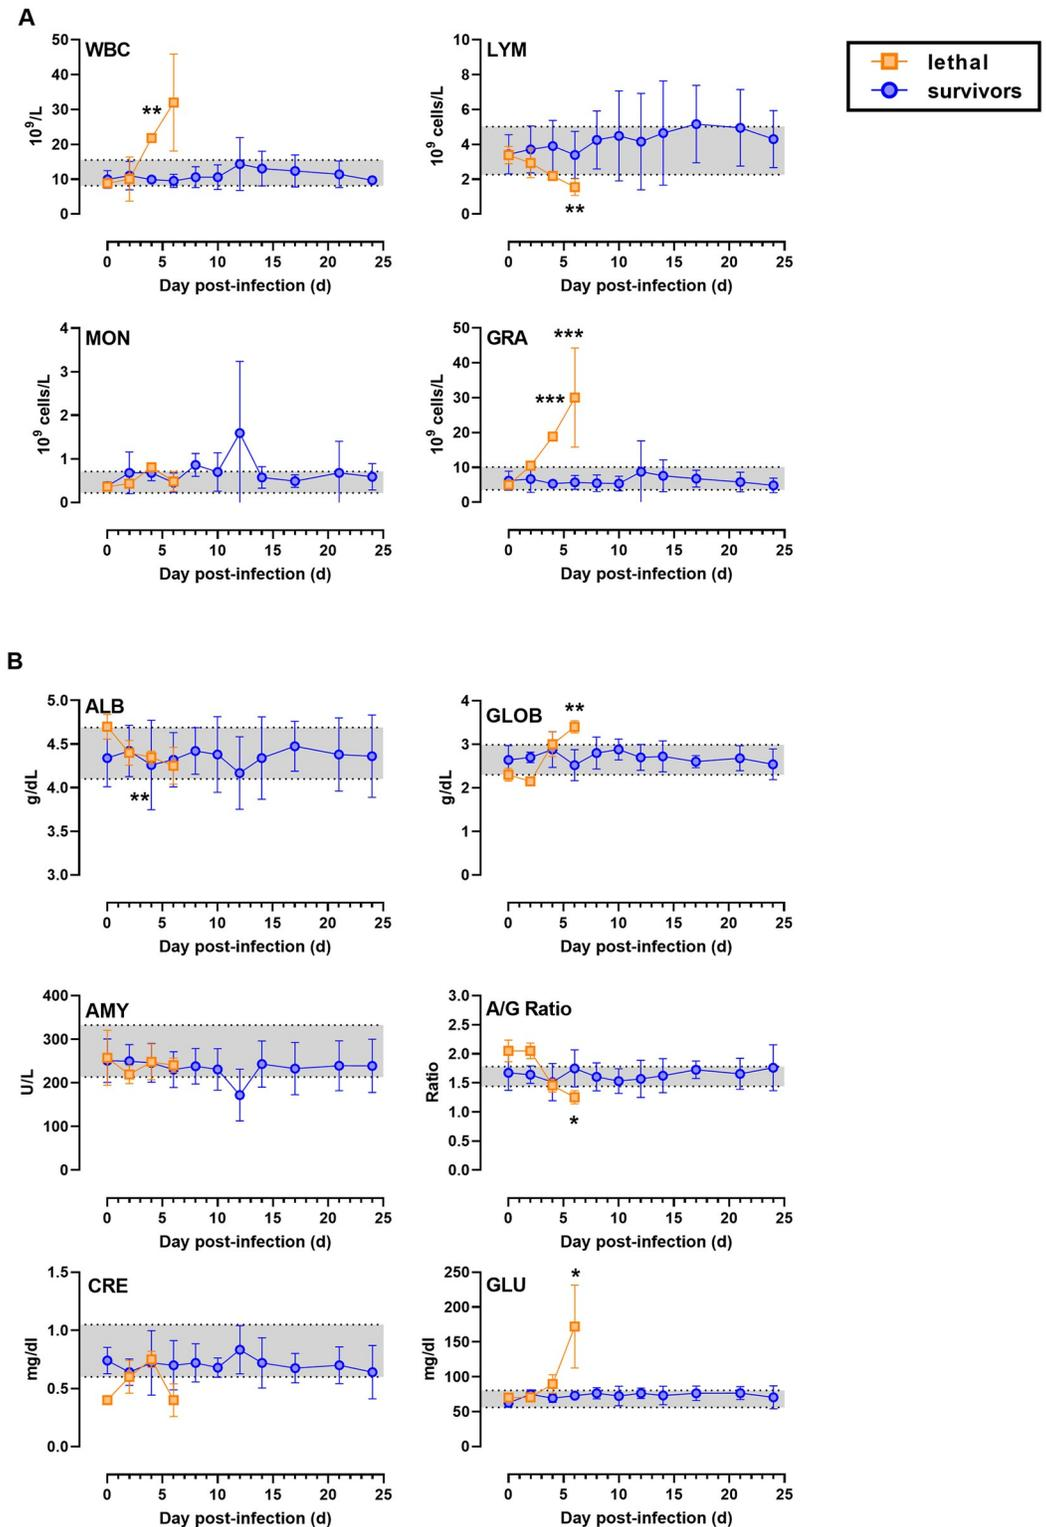 A
WBC
50
40
30
20
10
0
10⁹/L
**
0 5 10 15 20 25
Day post-infection (d)
LYM
10
8
6
4
2
0
10⁹ cells/L
**
0 5 10 15 20 25
Day post-infection (d)
lethal
survivors
MON
4
3
2
1
0
10⁹ cells/L
0 5 10 15 20 25
Day post-infection (d)
GRA
50
40
30
20
10
0
10⁹ cells/L
***
***
0 5 10 15 20 25
Day post-infection (d)
B
ALB
5.0
4.5
4.0
3.5
3.0
g/dL
**
0 5 10 15 20 25
Day post-infection (d)
GLOB
4
3
2
1
0
g/dL
**
0 5 10 15 20 25
Day post-infection (d)
AMY
400
300
200
100
0
U/L
0 5 10 15 20 25
Day post-infection (d)
A/G Ratio
3.0
2.5
2.0
1.5
1.0
0.5
0.0
Ratio
*
0 5 10 15 20 25
Day post-infection (d)
CRE
1.5
1.0
0.5
0.0
mg/dl
0 5 10 15 20 25
Day post-infection (d)
GLU
250
200
150
100
50
0
mg/dl
*
0 5 10 15 20 25
Day post-infection (d)